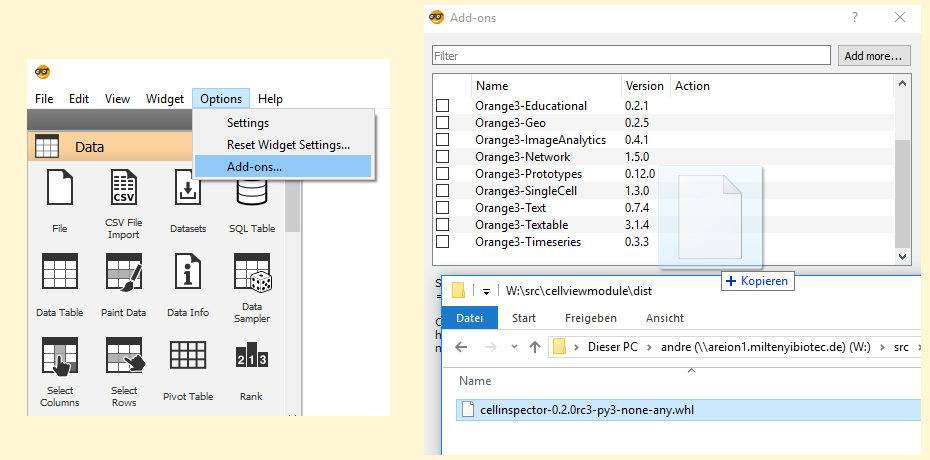 File Edit View Widget Options Help
Settings
Reset Widget Settings...
Add-ons...
Data
File
CSV File
Import
Datasets
SQL Table
Data Table
Paint Data
Data Info
Data
Sampler
Select
Columns
Select
Rows
Pivot Table
Rank
Add-ons
Filter
Add more...
Name Version Action
Orange3-Educational 0.2.1
Orange3-Geo 0.2.5
Orange3-ImageAnalytics 0.4.1
Orange3-Network 1.5.0
Orange3-Prototypes 0.12.0
Orange3-SingleCell 1.3.0
Orange3-Text 0.7.4
Orange3-Textable 3.1.4
Orange3-Timeseries 0.3.3
Kopieren
W:\src\cellviewmodule\dist
Datei Start Freigeben Ansicht
Dieser PC andre (\\areion1.miltenyibiotec.de) (W:) src
Name
cellinspector-0.2.0rc3-py3-none-any.whl